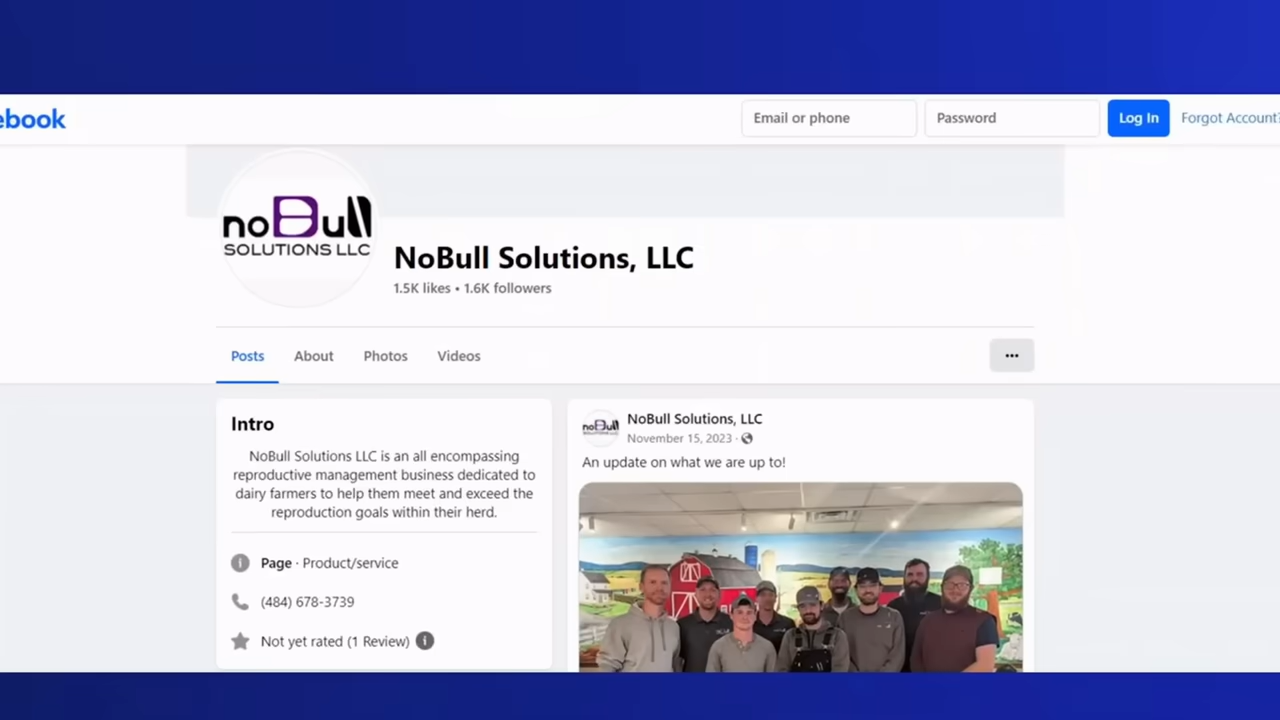 ebook
Email or phone
Password
Log In
Forgot Account?
noBull
SOLUTIONS LLC
NoBull Solutions, LLC
1.5K likes • 1.6K followers
Posts
About
Photos
Videos
Intro
NoBull Solutions LLC is an all encompassing
reproductive management business dedicated to
dairy farmers to help them meet and exceed the
reproduction goals within their herd.
Page · Product/service
(484) 678-3739
Not yet rated (1 Review)
noBull
SOLUTIONS LLC
NoBull Solutions, LLC
November 15, 2023 ·
An update on what we are up to!